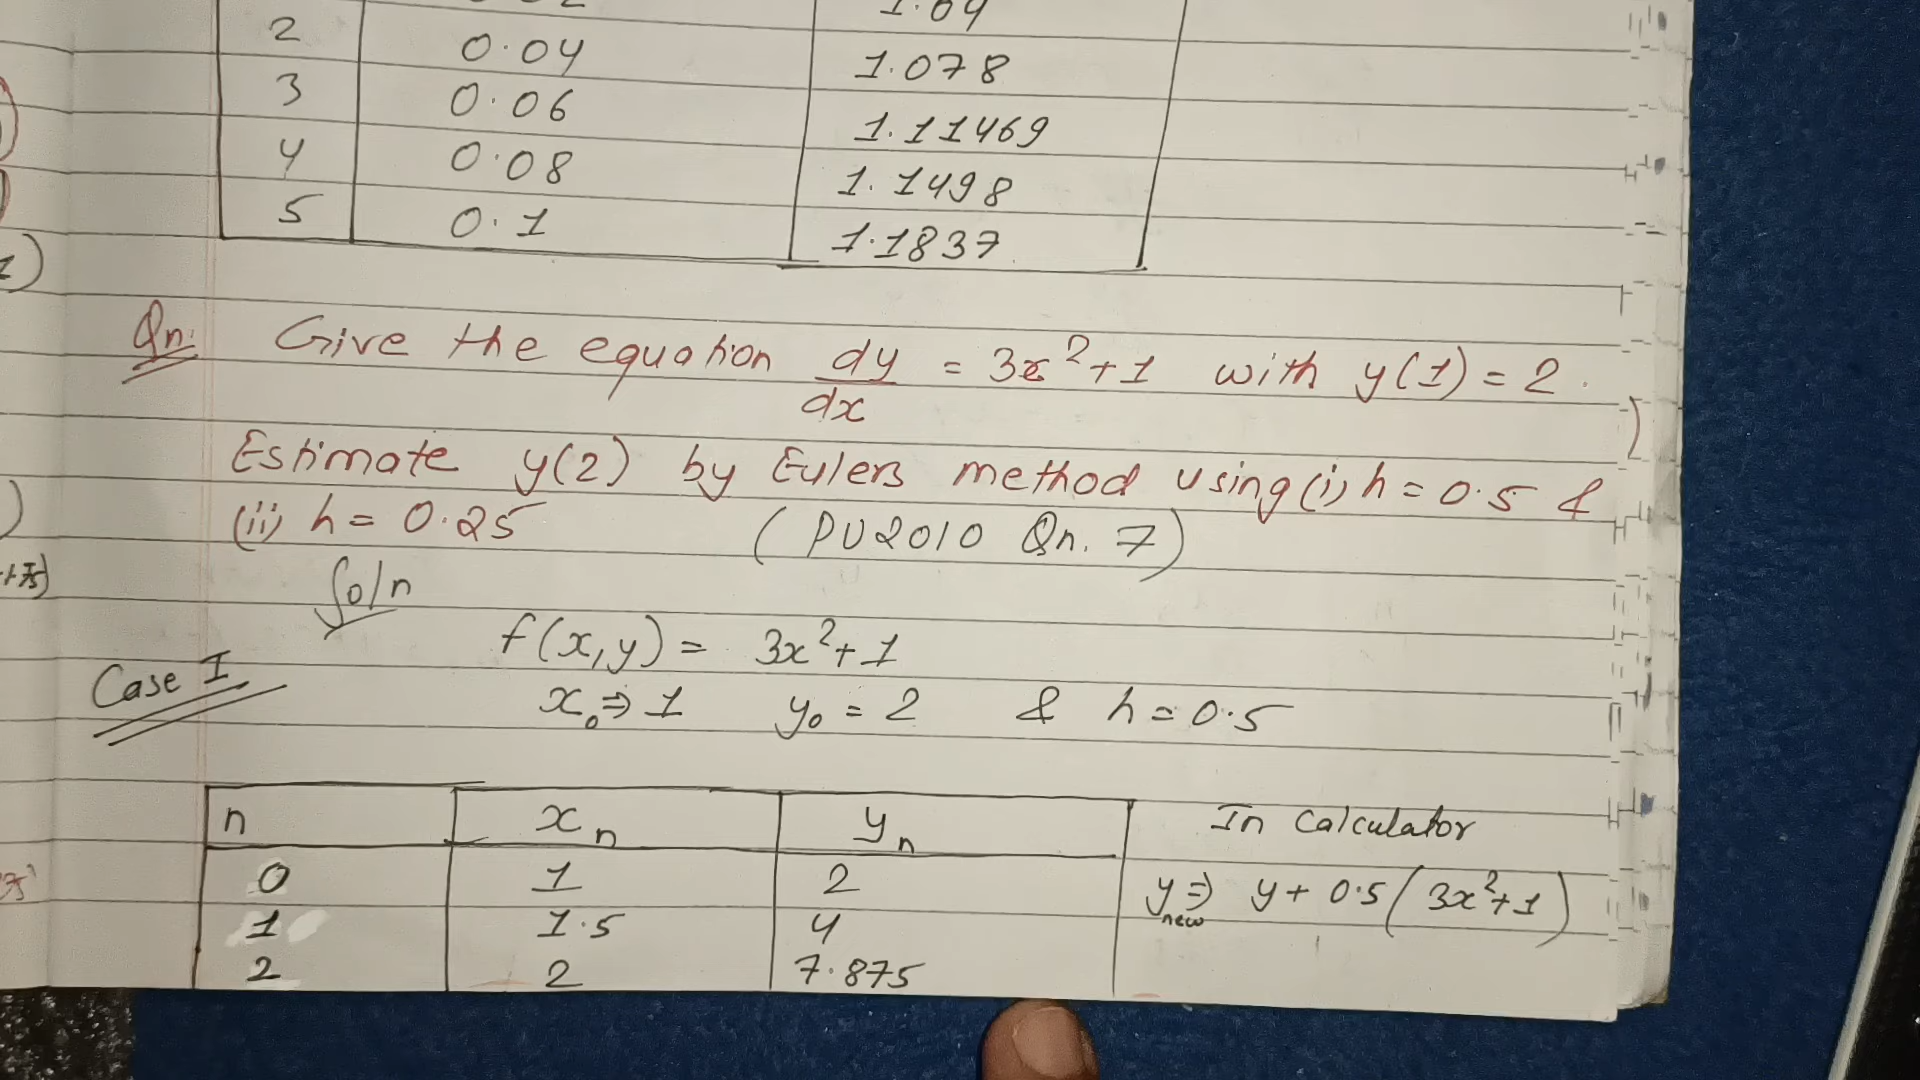 2 0.04 1.078
3 0.06 1.11469
4 0.08 1.1498
5 0.1 1.1837
Qn. Give the equation dy/dx = 3x²+1 with y(1) = 2.
Estimate y(2) by Eulers method using (i) h = 0.5 &
(ii) h = 0.25 (PU2010 Qn. 7)
Soln
f(x,y) = 3x²+1
Case I
x₀ ⇒ 1 y₀ = 2 & h = 0.5
n xₙ yₙ In Calculator
0 1 2 y new ⇒ y + 0.5(3x²+1)
1 1.5 4
2 2 7.875